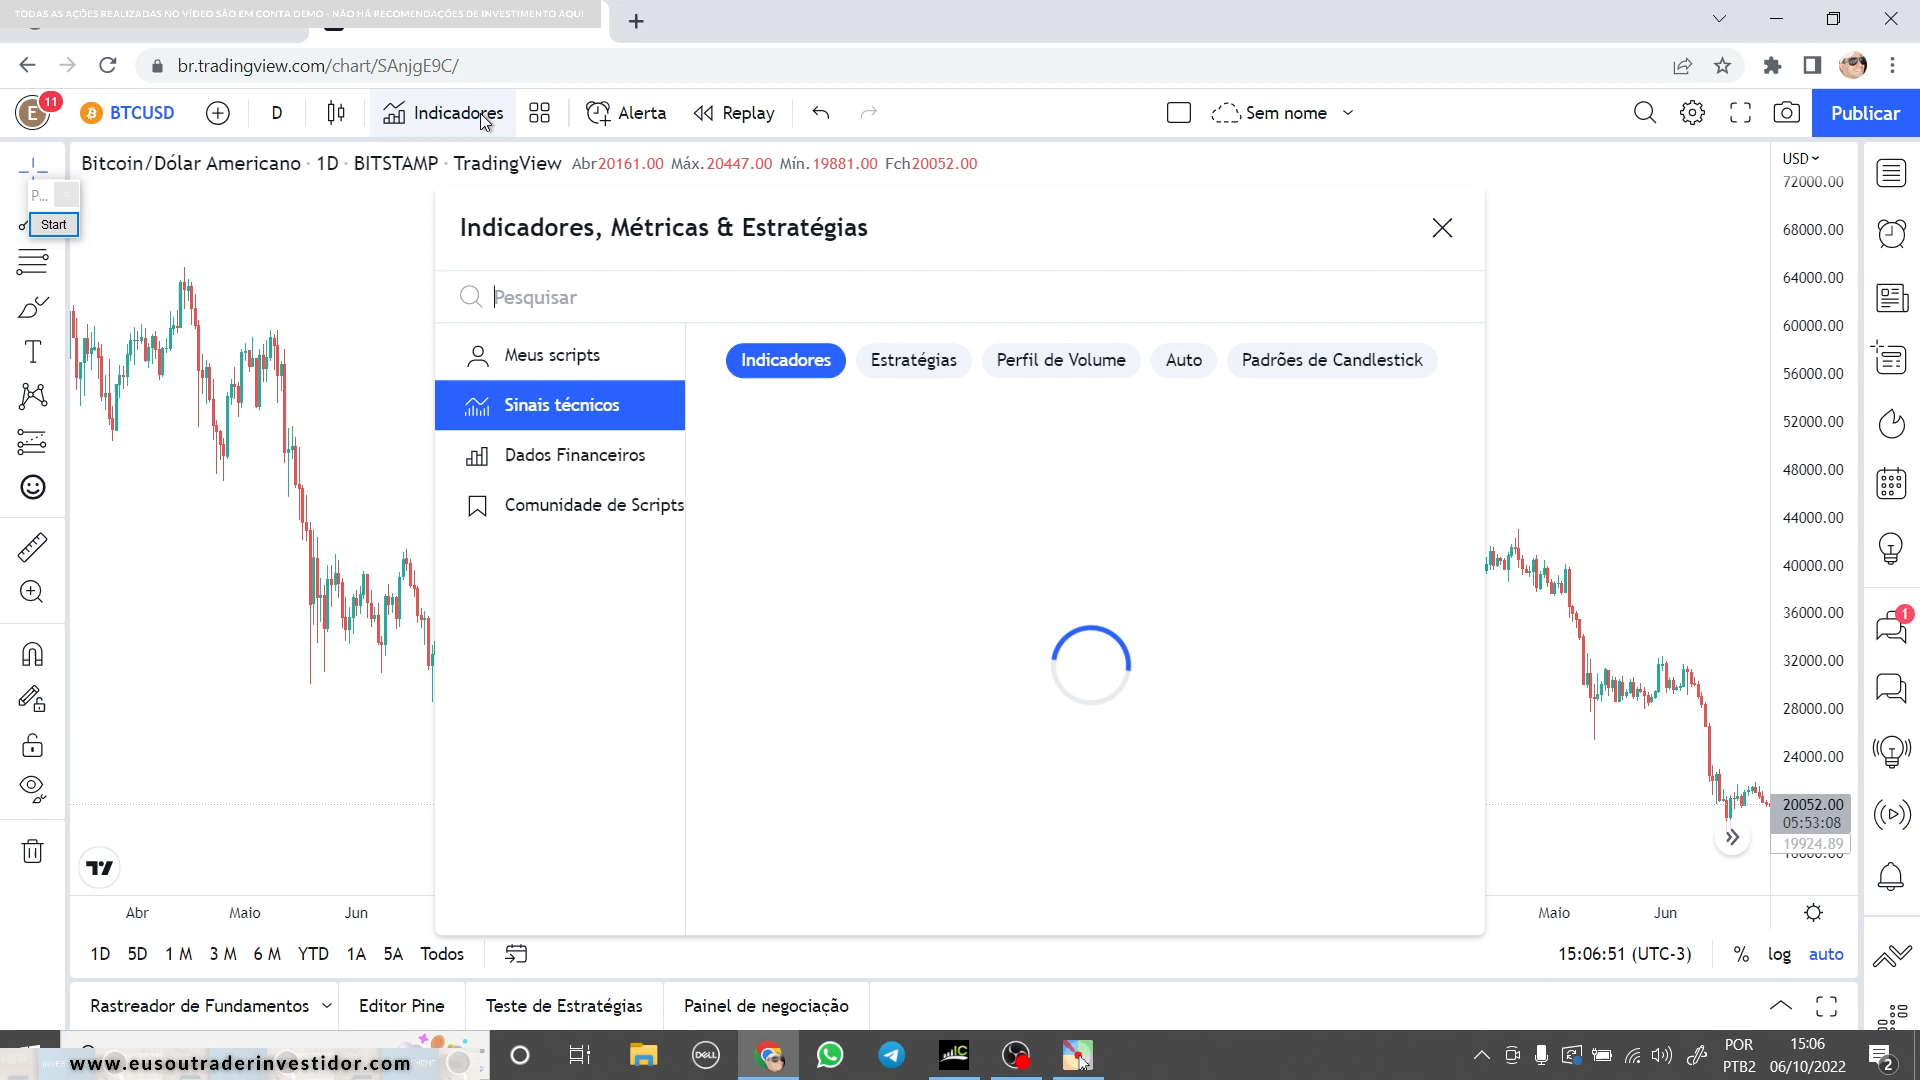 TODAS AS AÇÕES REALIZADAS NO VÍDEO SÃO EM CONTA DEMO - NÃO HÁ RECOMENDAÇÕES DE INVESTIMENTO AQUI
br.tradingview.com/chart/SAnjgE9C/
E 11 BTCUSD D Indicadores Alerta Replay Sem nome Publicar
Bitcoin/Dólar Americano · 1D · BITSTAMP · TradingView Abr20161.00 Máx.20447.00 Mín.19881.00 Fch20052.00
USD
P...
Start
Indicadores, Métricas & Estratégias
Pesquisar
Meus scripts
Sinais técnicos
Dados Financeiros
Comunidade de Scripts
Indicadores Estratégias Perfil de Volume Auto Padrões de Candlestick
72000.00
68000.00
64000.00
60000.00
56000.00
52000.00
48000.00
44000.00
40000.00
36000.00
32000.00
28000.00
24000.00
20052.00
05:53:08
19924.89
1
Abr Maio Jun Maio Jun
1D 5D 1 M 3 M 6 M YTD 1A 5A Todos 15:06:51 (UTC-3) % log auto
Rastreador de Fundamentos Editor Pine Teste de Estratégias Painel de negociação
www.eusoutraderinvestidor.com
DELL
IC
POR
PTB2
15:06
06/10/2022
2